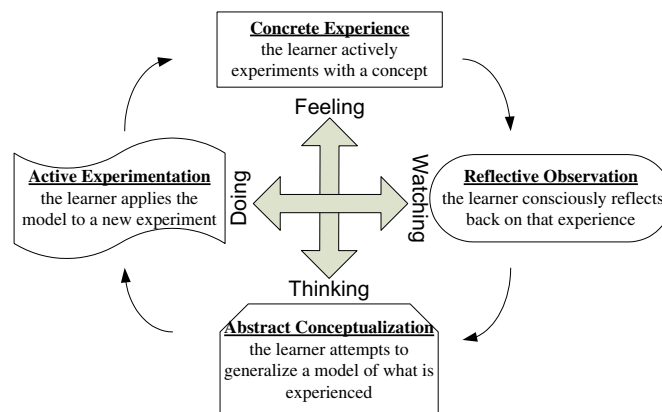 Concrete Experience
the learner actively
experiments with a concept
Feeling
Active Experimentation
the learner applies the
model to a new experiment
Doing
Watching
Reflective Observation
the learner consciously reflects
back on that experience
Thinking
Abstract Conceptualization
the learner attempts to
generalize a model of what is
experienced